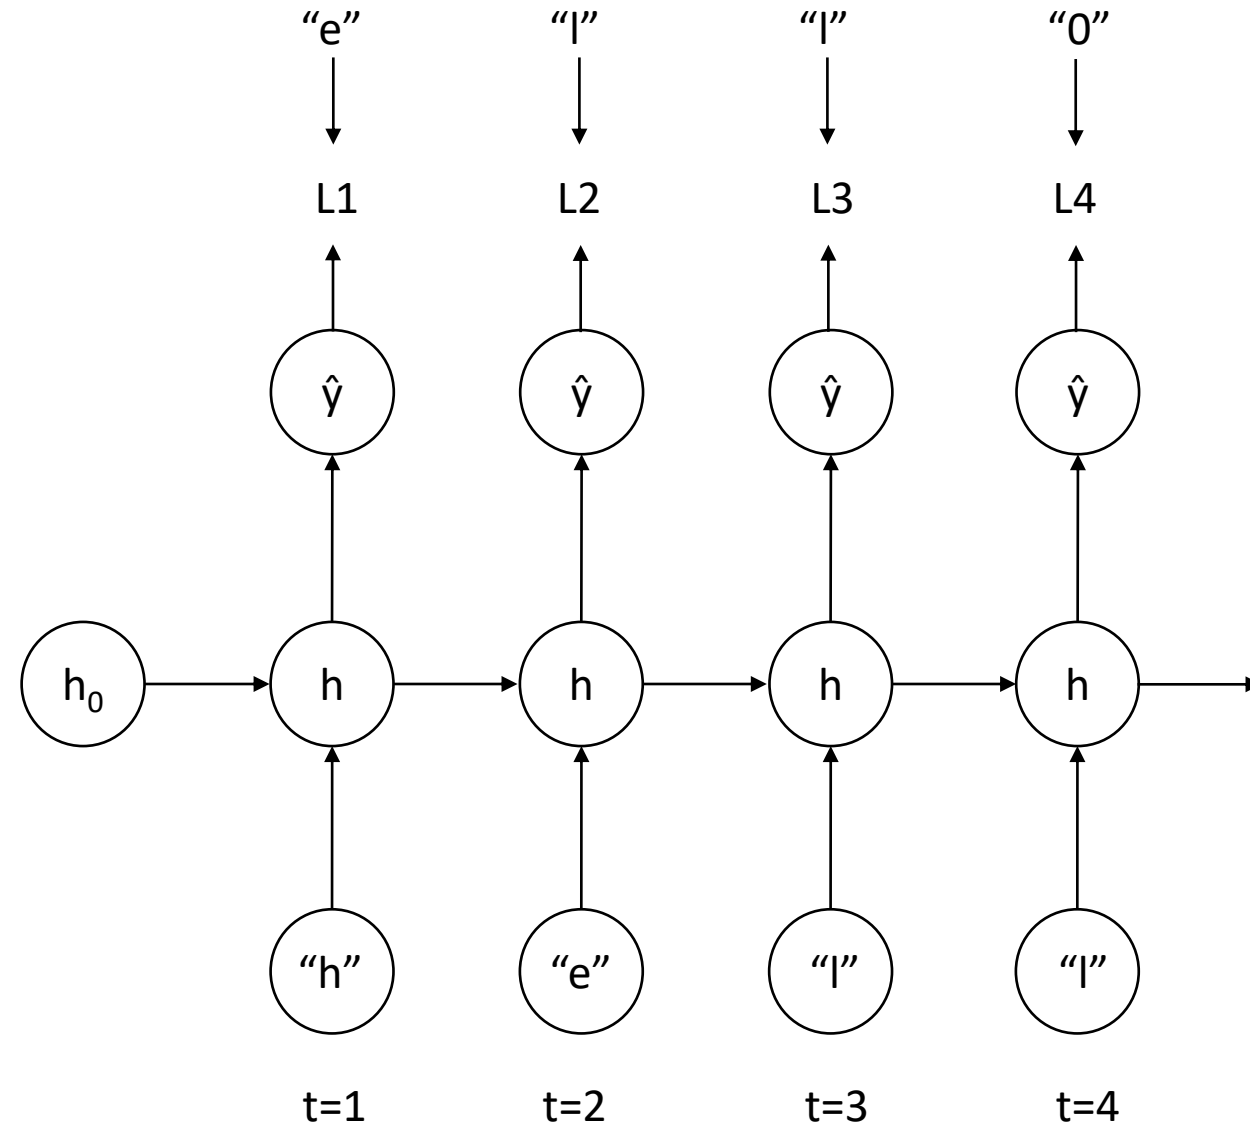 “e” “l” “l” “0”
L1 L2 L3 L4
ŷ ŷ ŷ ŷ
h₀ h h h h
“h” “e” “l” “l”
t=1 t=2 t=3 t=4